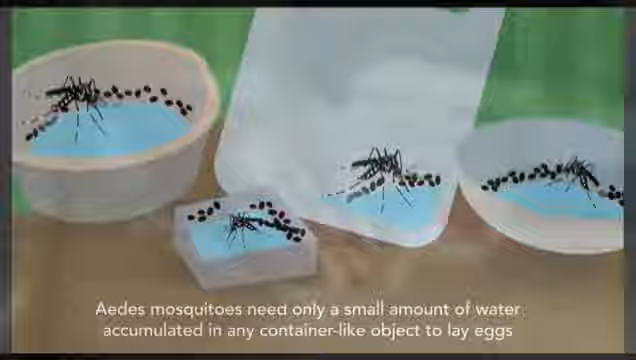 Aedes mosquitoes need only a small amount of water
accumulated in any container-like object to lay eggs